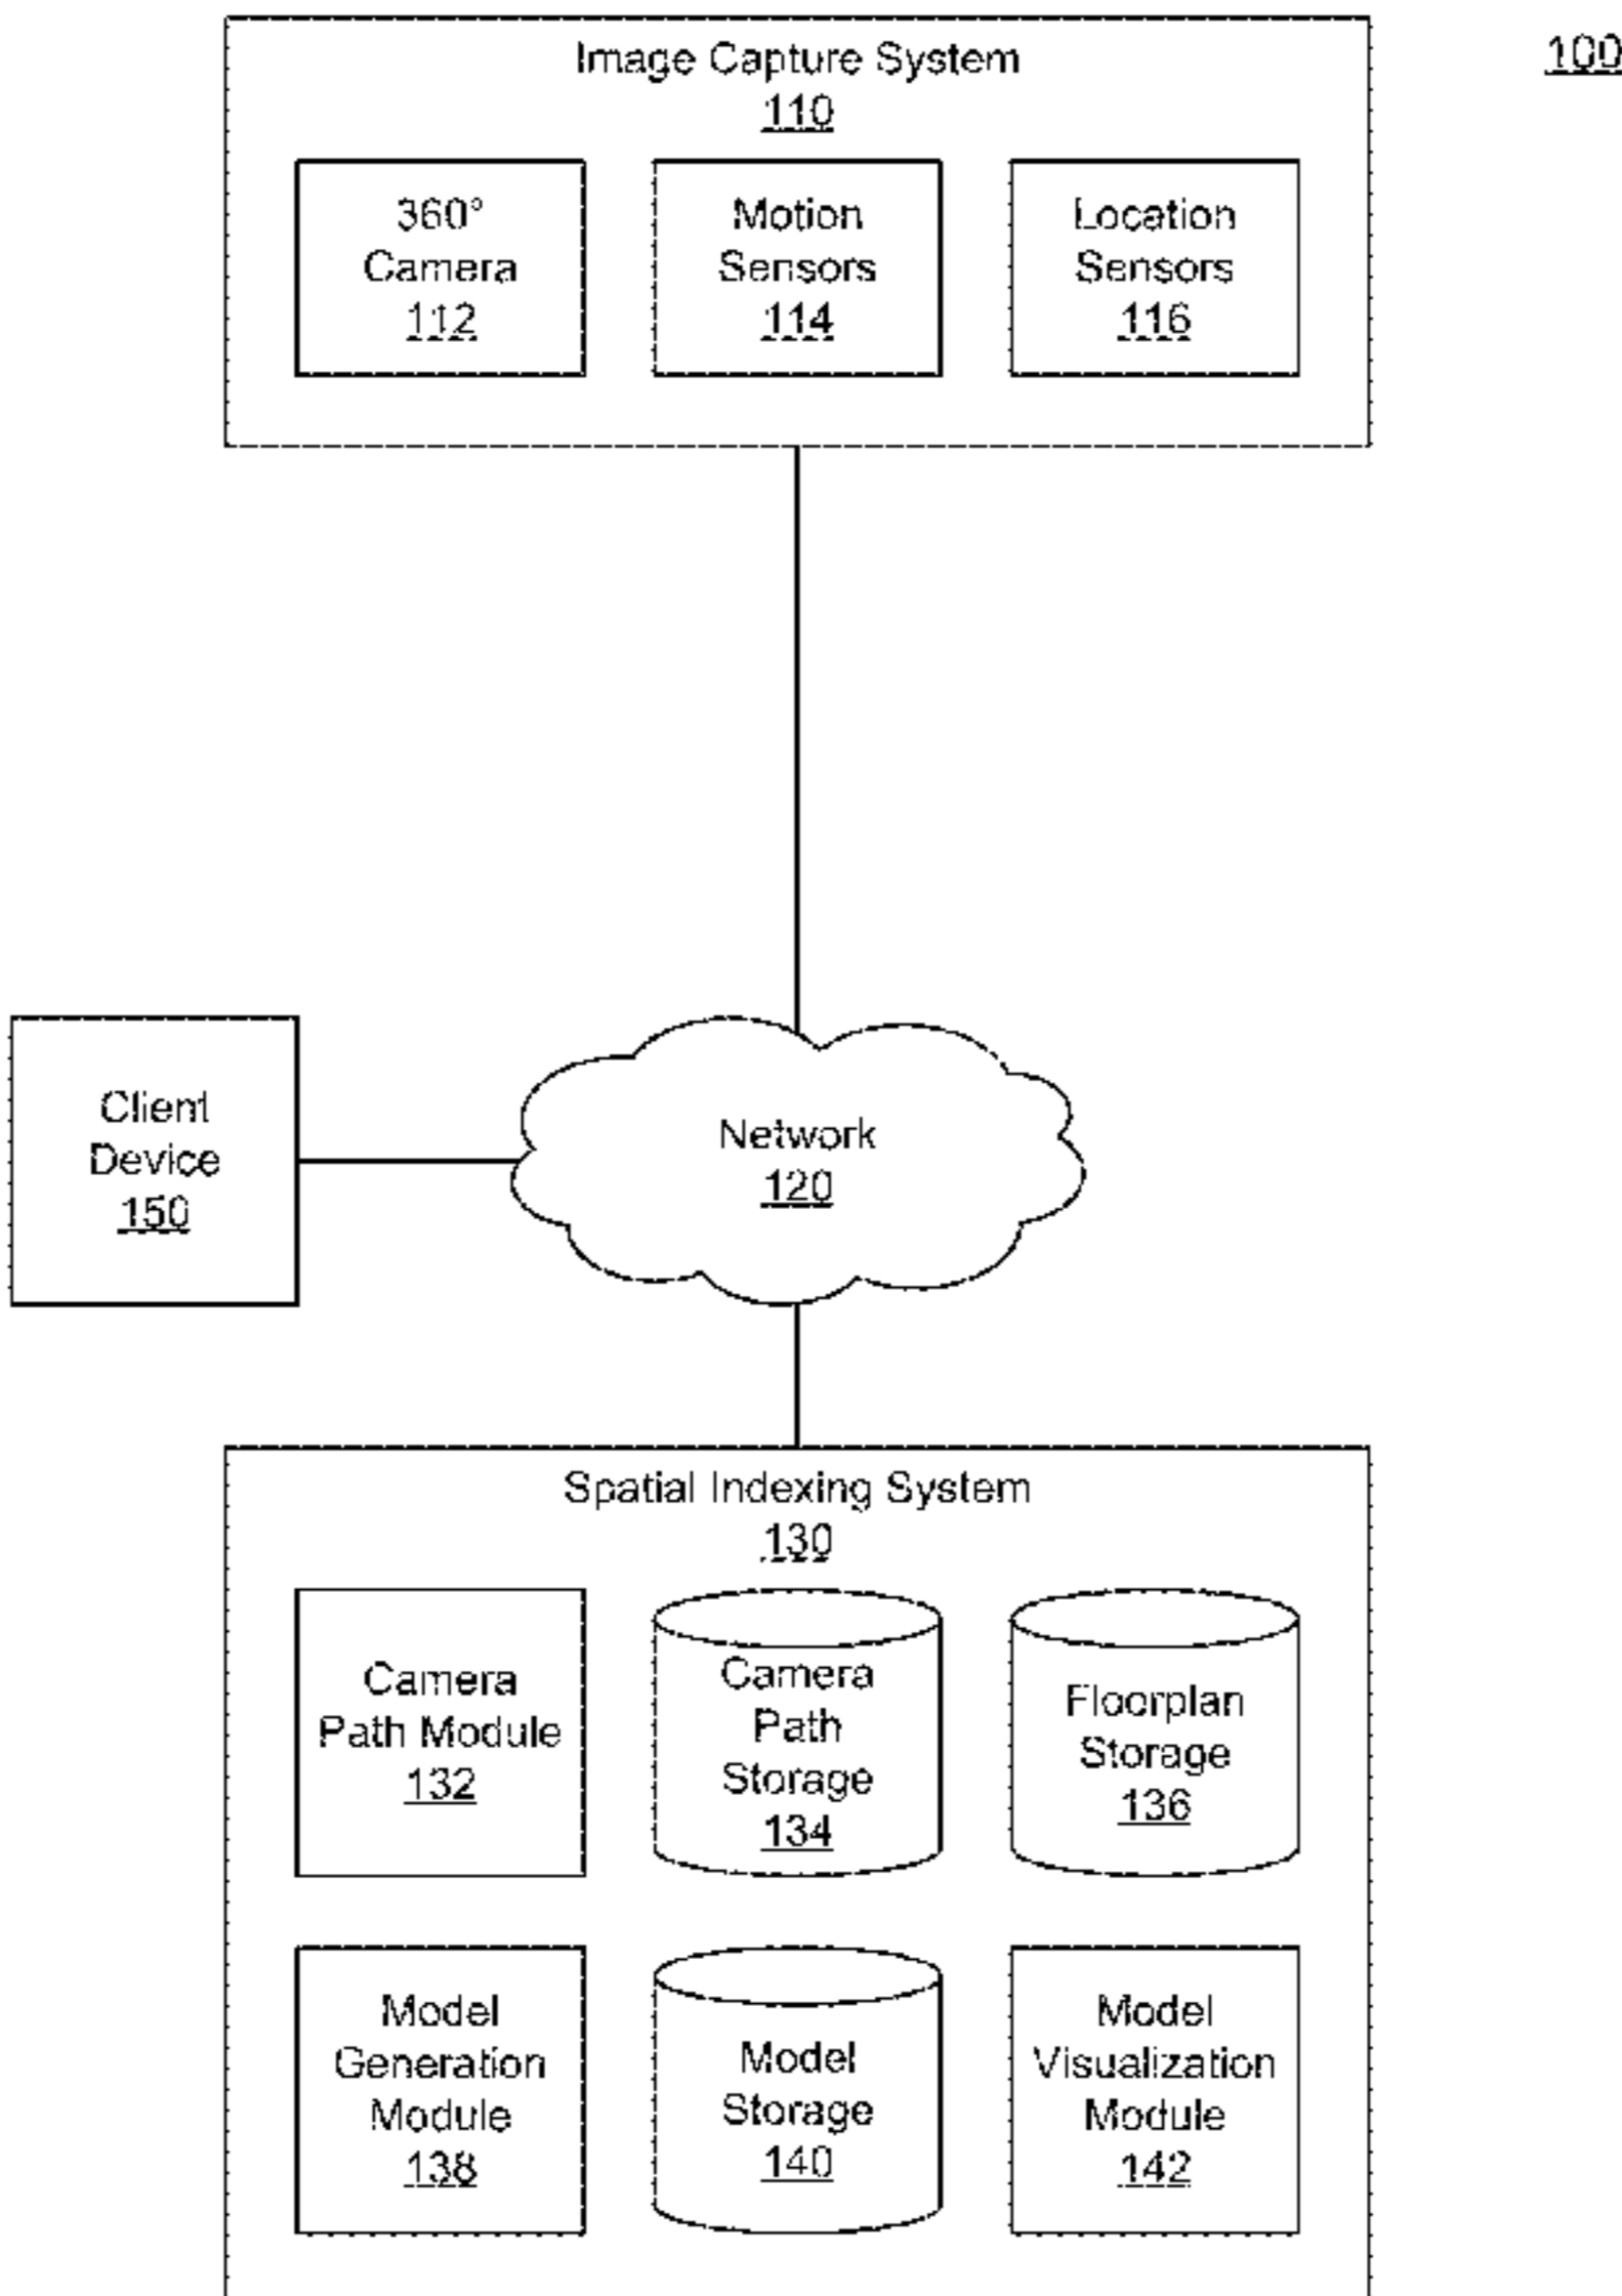 100
Image Capture System
110
360°
Camera
112
Motion
Sensors
114
Location
Sensors
116
Client
Device
150
Network
120
Spatial Indexing System
130
Camera
Path Module
132
Camera
Path
Storage
134
Floorplan
Storage
136
Model
Generation
Module
138
Model
Storage
140
Model
Visualization
Module
142